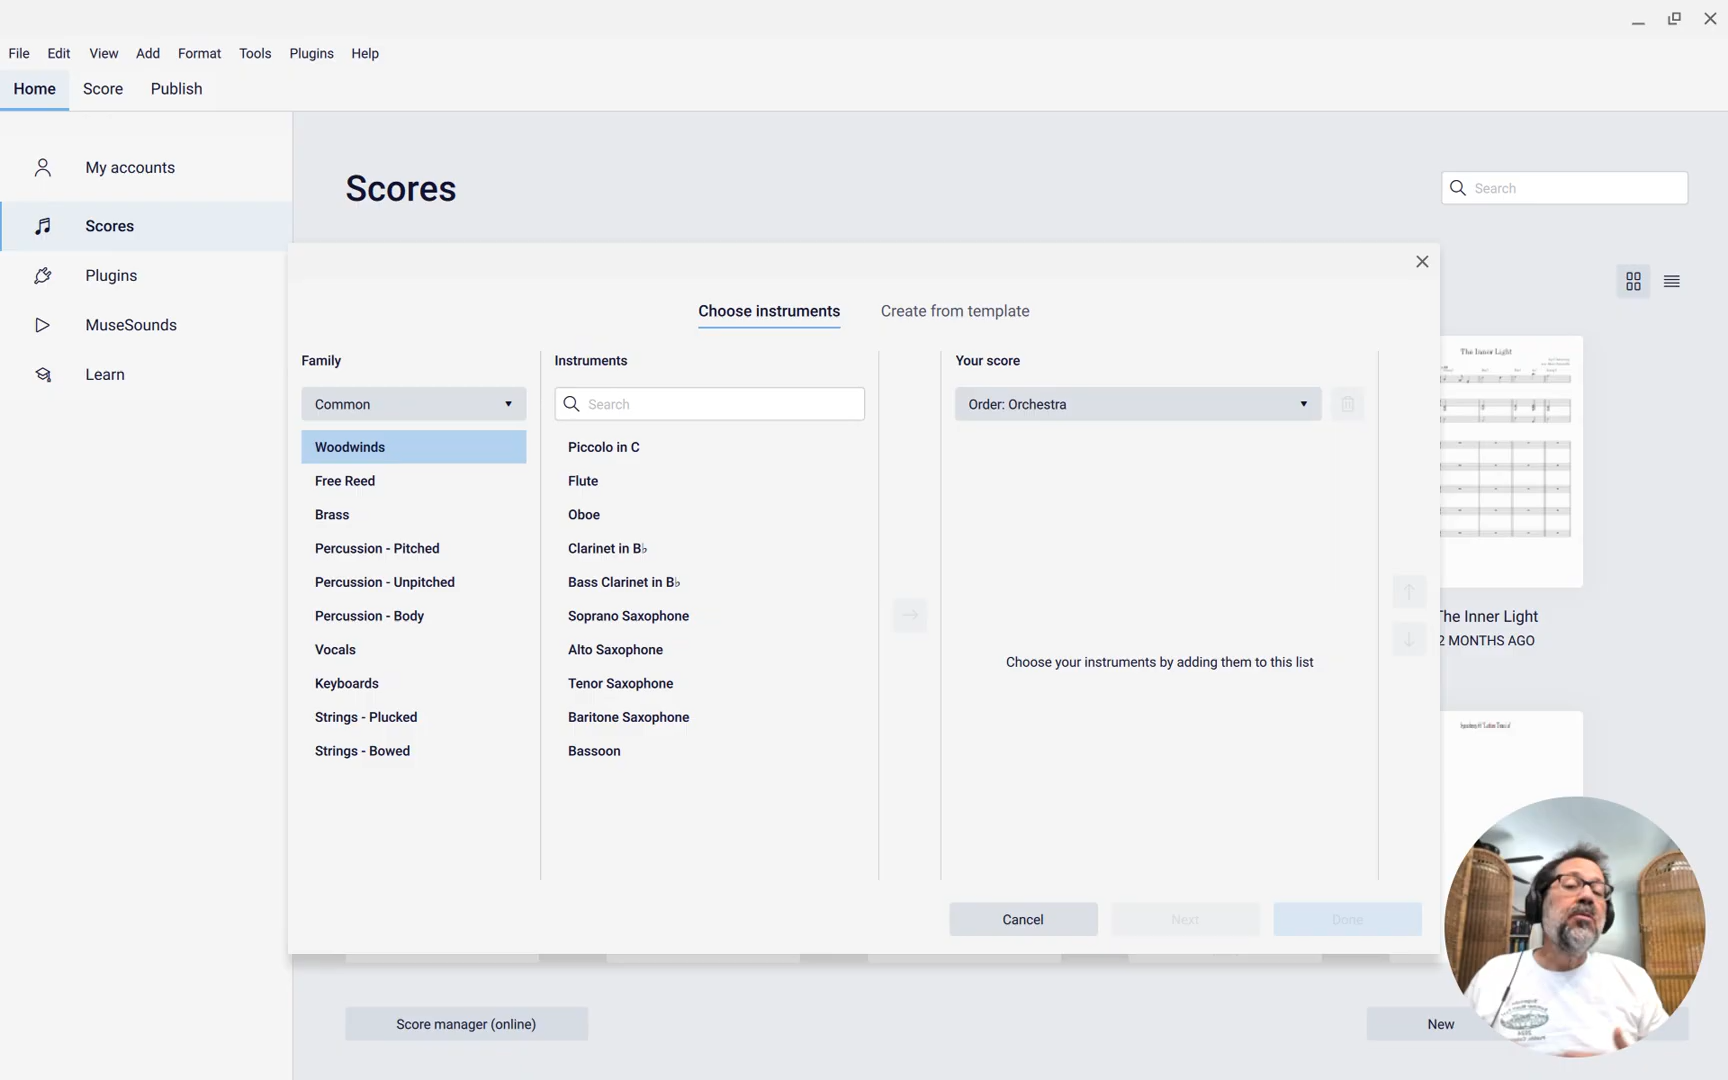 File Edit View Add Format Tools Plugins Help
Home Score Publish
My accounts
Scores
Plugins
MuseSounds
Learn
Scores
Search
Choose instruments
Create from template
Family
Common
Woodwinds
Free Reed
Brass
Percussion - Pitched
Percussion - Unpitched
Percussion - Body
Vocals
Keyboards
Strings - Plucked
Strings - Bowed
Instruments
Search
Piccolo in C
Flute
Oboe
Clarinet in B♭
Bass Clarinet in B♭
Soprano Saxophone
Alto Saxophone
Tenor Saxophone
Baritone Saxophone
Bassoon
Your score
Order: Orchestra
Choose your instruments by adding them to this list
Cancel
Next
Done
The Inner Light
The Inner Light
2 MONTHS AGO
Score manager (online)
New